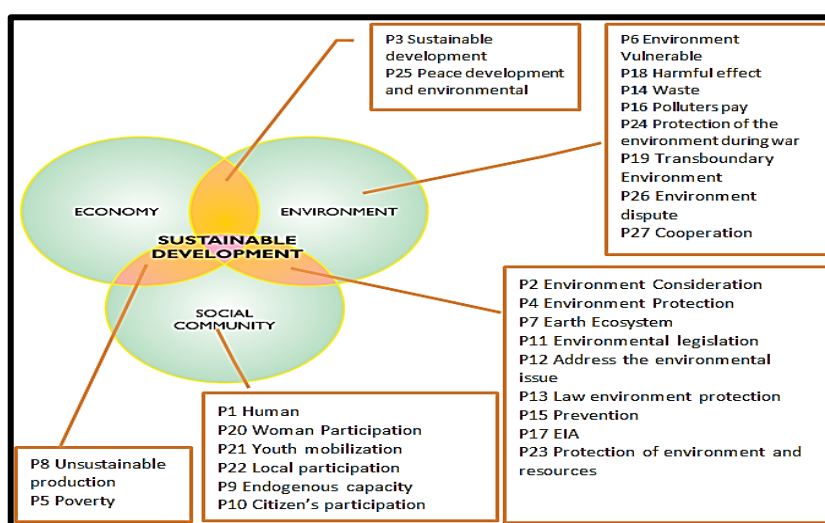 P3 Sustainable
development
P25 Peace development
and environmental
P6 Environment
Vulnerable
P18 Harmful effect
P14 Waste
P16 Polluters pay
P24 Protection of the
environment during war
P19 Transboundary
Environment
P26 Environment
dispute
P27 Cooperation
ECONOMY
ENVIRONMENT
SUSTAINABLE
DEVELOPMENT
SOCIAL
COMMUNITY
P2 Environment Consideration
P4 Environment Protection
P7 Earth Ecosystem
P11 Environmental legislation
P12 Address the environmental
issue
P13 Law environment protection
P15 Prevention
P17 EIA
P23 Protection of environment and
resources
P1 Human
P20 Woman Participation
P21 Youth mobilization
P22 Local participation
P9 Endogenous capacity
P10 Citizen's participation
P8 Unsustainable
production
P5 Poverty